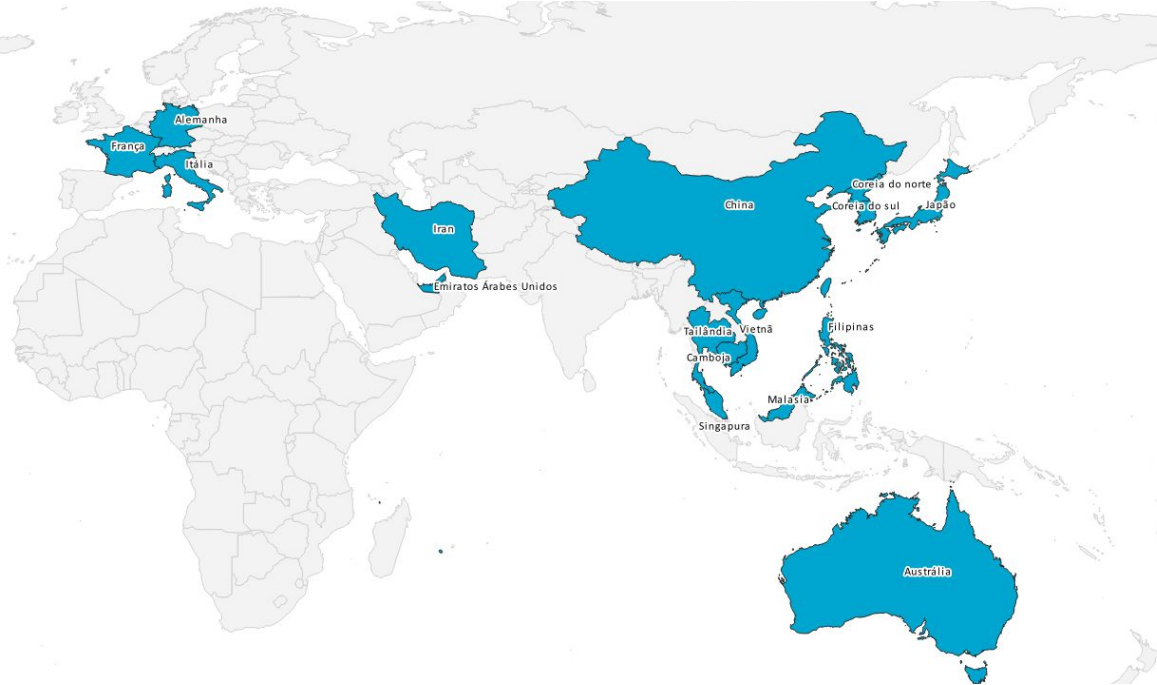 Alemanha
França
Itália
Coreia do norte
China
Coreia do sul
Japão
Iran
Emiratos Árabes Unidos
Filipinas
Tailândia
Vietnã
Camboja
Malasia
Singapura
Austrália